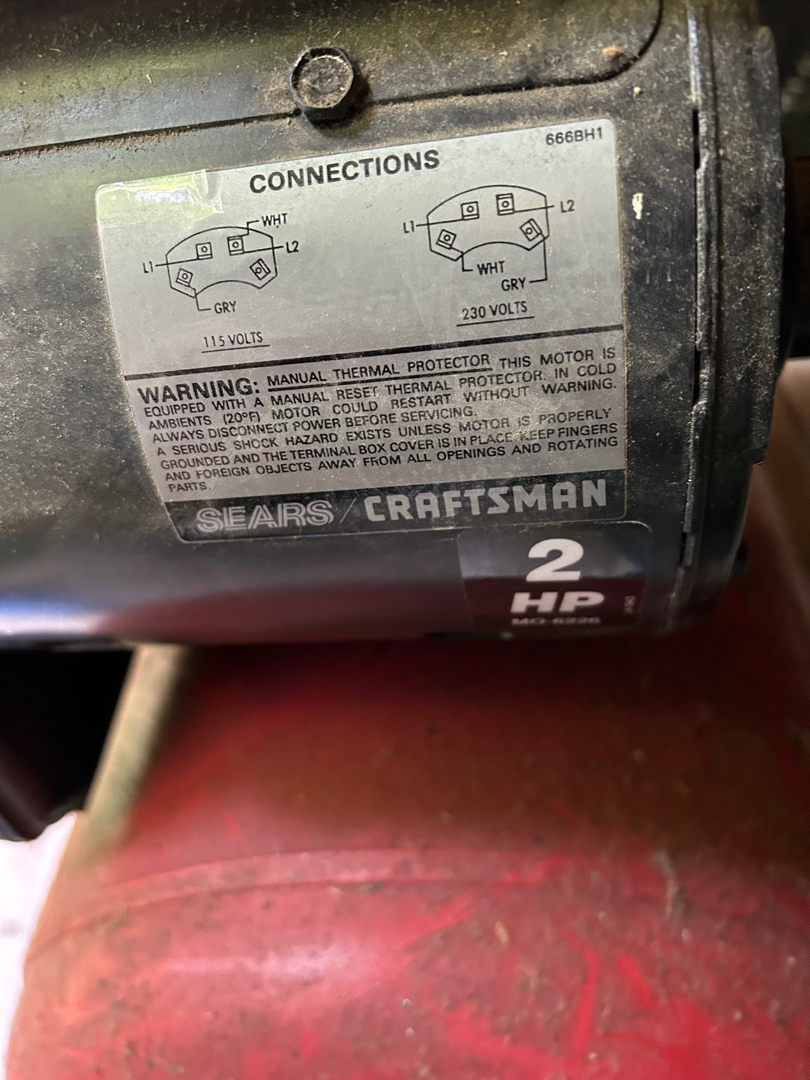 666BH1
CONNECTIONS
WHT
L1
L2
GRY
115 VOLTS
L1
L2
WHT
GRY
230 VOLTS
WARNING: MANUAL THERMAL PROTECTOR THIS MOTOR IS
EQUIPPED WITH A MANUAL RESET THERMAL PROTECTOR. IN COLD
AMBIENTS (20°F) MOTOR COULD RESTART WITHOUT WARNING.
ALWAYS DISCONNECT POWER BEFORE SERVICING.
A SERIOUS SHOCK HAZARD EXISTS UNLESS MOTOR IS PROPERLY
GROUNDED AND THE TERMINAL BOX COVER IS IN PLACE. KEEP FINGERS
AND FOREIGN OBJECTS AWAY FROM ALL OPENINGS AND ROTATING
PARTS.
SEARS / CRAFTSMAN
2
HP
MO-6226